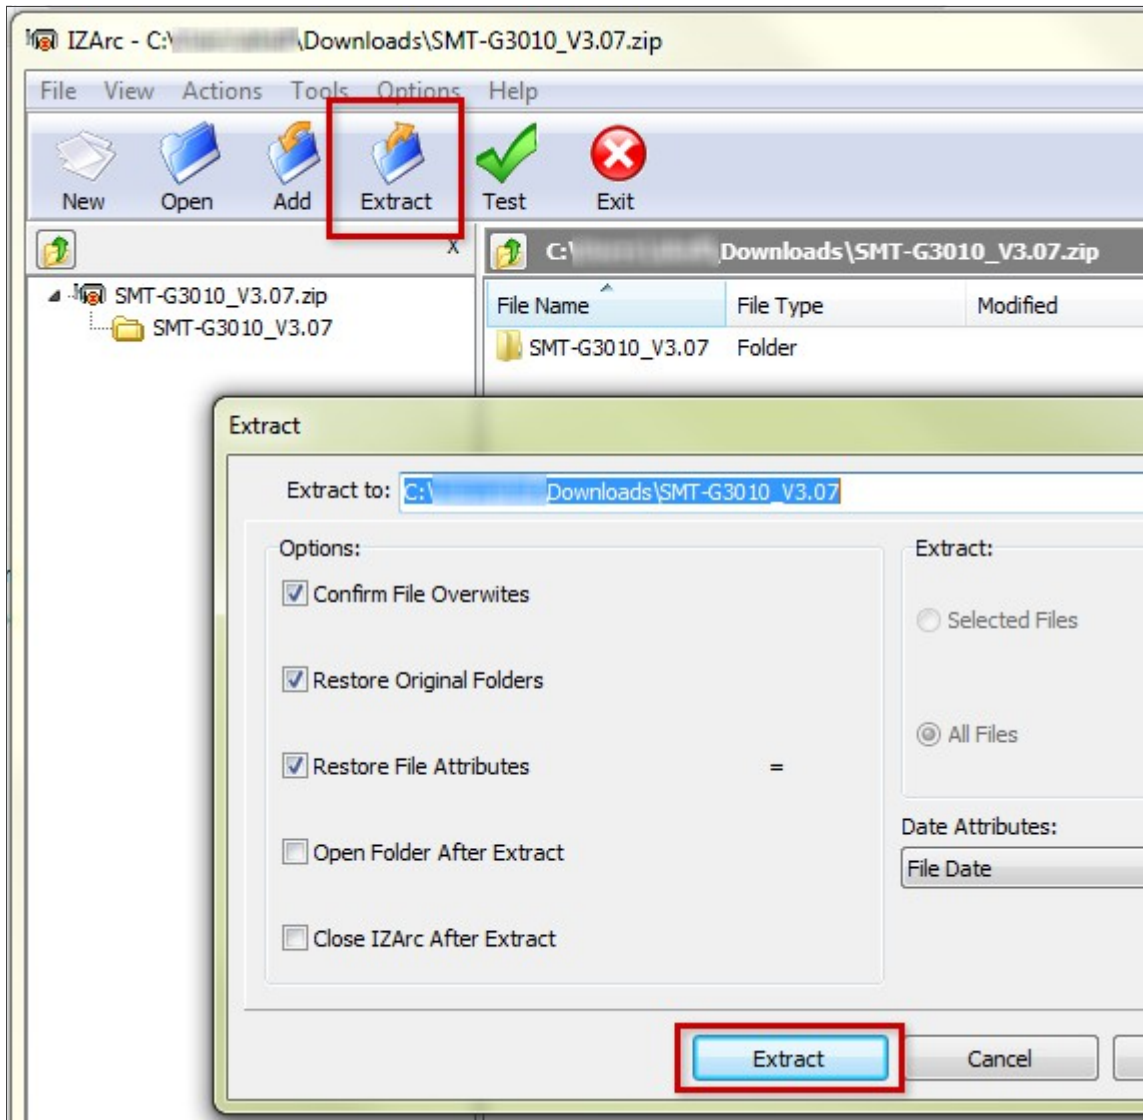 IZArc - C:\ \Downloads\SMT-G3010_V3.07.zip
File View Actions Tools Options Help
New Open Add Extract Test Exit
x
C:\ Downloads\SMT-G3010_V3.07.zip
SMT-G3010_V3.07.zip
SMT-G3010_V3.07
File Name File Type Modified
SMT-G3010_V3.07 Folder
Extract
Extract to: C:\ Downloads\SMT-G3010_V3.07
Options:
Confirm File Overwites
Restore Original Folders
Restore File Attributes =
Open Folder After Extract
Close IZArc After Extract
Extract:
Selected Files
All Files
Date Attributes:
File Date
Extract Cancel